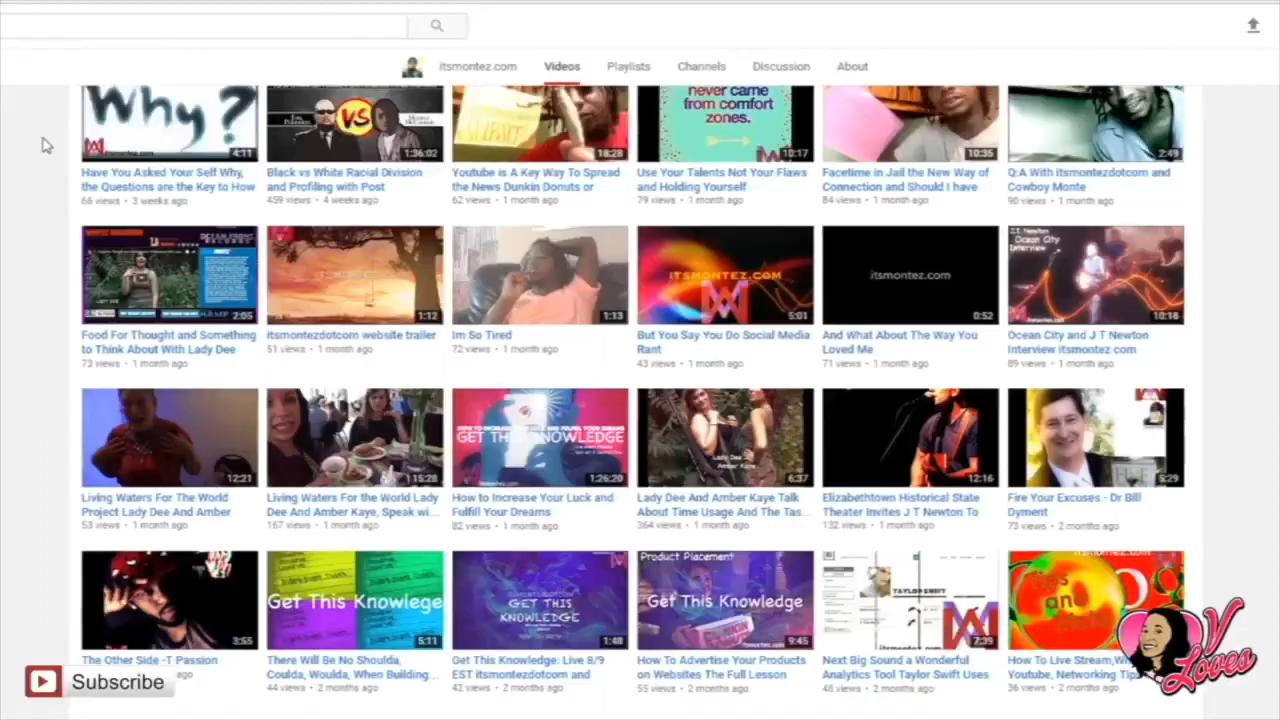 itsmontez.com Videos Playlists Channels Discussion About
Why?
4:11
VS
1:36:02
18:28
never came
from comfort
zones.
10:17
10:35
2:49
Have You Asked Your Self Why,
the Questions are the Key to How
66 views • 3 weeks ago
Black vs White Racial Division
and Profiling with Post
459 views • 4 weeks ago
Youtube is A Key Way To Spread
the News Dunkin Donuts or
62 views • 1 month ago
Use Your Talents Not Your Flaws
and Holding Yourself
79 views • 1 month ago
Facetime in Jail the New Way of
Connection and Should I have
84 views • 1 month ago
Q:A With itsmontezdotcom and
Cowboy Monte
90 views • 1 month ago
2:05
1:12
1:13
ITSMONTEZ.COM
5:01
itsmontez.com
0:52
J.T. Newton
Ocean City
Interview
10:18
Food For Thought and Something
to Think About With Lady Dee
73 views • 1 month ago
itsmontezdotcom website trailer
51 views • 1 month ago
Im So Tired
72 views • 1 month ago
But You Say You Do Social Media
Rant
43 views • 1 month ago
And What About The Way You
Loved Me
71 views • 1 month ago
Ocean City and J T Newton
Interview itsmontez com
89 views • 1 month ago
12:21
15:28
GET THIS KNOWLEDGE
1:26:20
Lady Dee And
Amber Kaye
6:37
12:16
5:29
Living Waters For The World
Project Lady Dee And Amber
53 views • 1 month ago
Living Waters for the World Lady
Dee And Amber Kaye, Speak wi...
167 views • 1 month ago
How to Increase Your Luck and
Fulfill Your Dreams
82 views • 1 month ago
Lady Dee And Amber Kaye Talk
About Time Usage And The Tas...
364 views • 1 month ago
Elizabethtown Historical State
Theater Invites J T Newton To
132 views • 1 month ago
Fire Your Excuses - Dr Bill
Dyment
73 views • 2 months ago
3:55
Get This Knowlege
5:11
GET THIS
KNOWLEDGE
1:48
Product Placement
Get This Knowledge
9:45
TAYLOR SWIFT
7:39
and
The Other Side -T Passion
ago
There Will Be No Shoulda,
Coulda, Woulda, When Building...
44 views • 2 months ago
Get This Knowledge: Live 8/9
EST itsmontezdotcom and
42 views • 2 months ago
How To Advertise Your Products
on Websites The Full Lesson
55 views • 2 months ago
Next Big Sound a Wonderful
Analytics Tool Taylor Swift Uses
48 views • 2 months ago
How To Live Stream,
Youtube, Networking Tips
36 views • 2 months ago
Subscribe
V
Loves